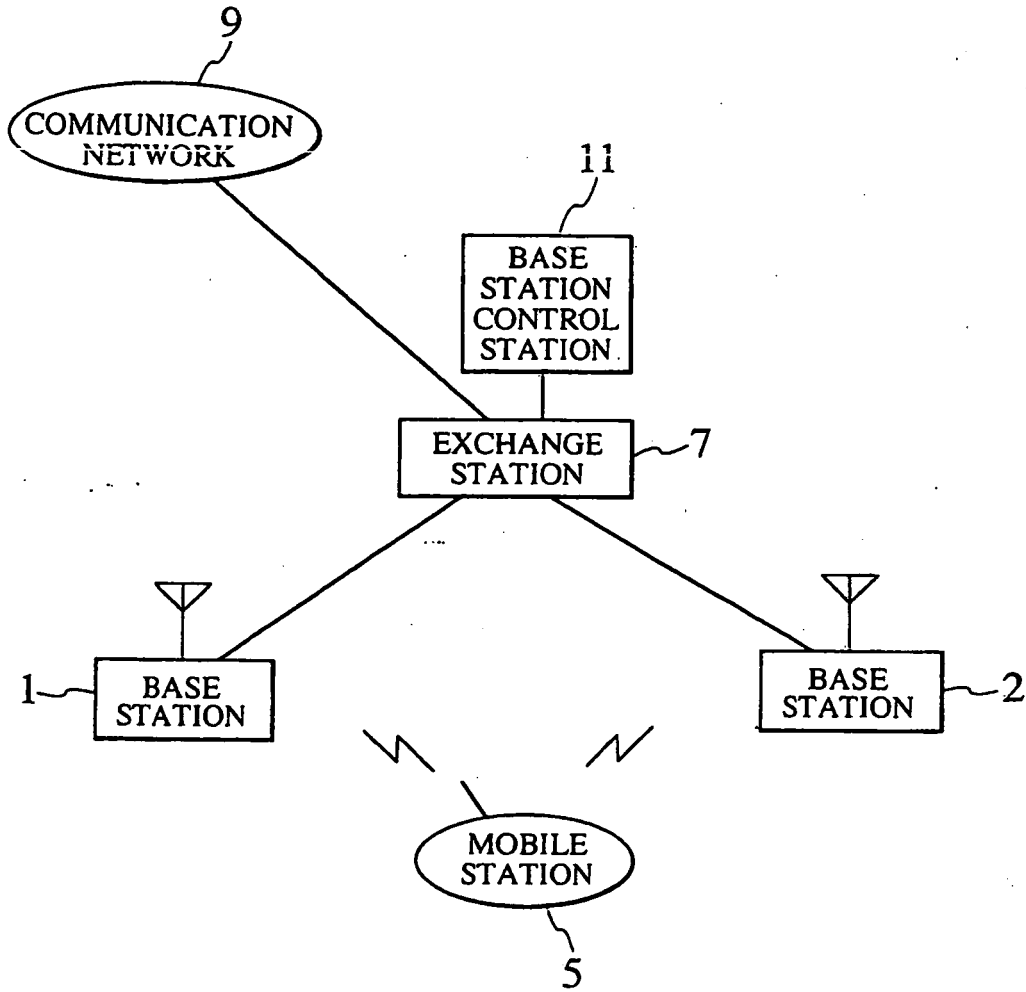 9
COMMUNICATION
NETWORK
11
BASE
STATION
CONTROL
STATION
EXCHANGE
STATION
7
1
BASE
STATION
BASE
STATION
2
MOBILE
STATION
5